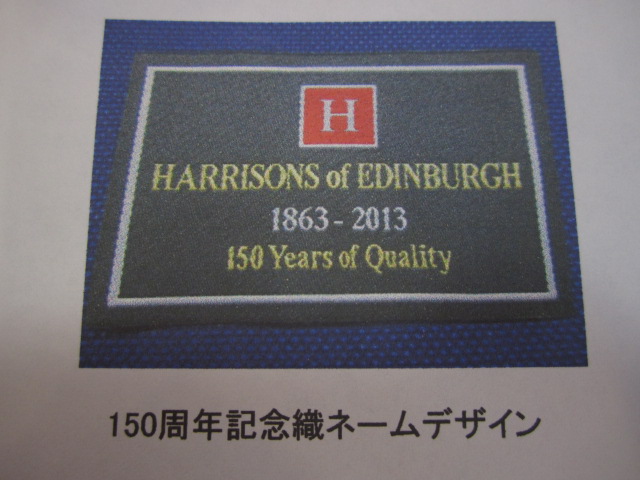 H
HARRISONS of EDINBURGH
1863 - 2013
150 Years of Quality
150周年記念織ネームデザイン